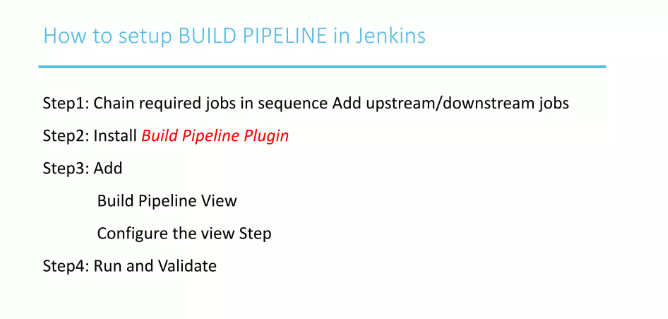 How to setup BUILD PIPELINE in Jenkins
Step1: Chain required jobs in sequence Add upstream/downstream jobs
Step2: Install Build Pipeline Plugin
Step3: Add
Build Pipeline View
Configure the view Step
Step4: Run and Validate